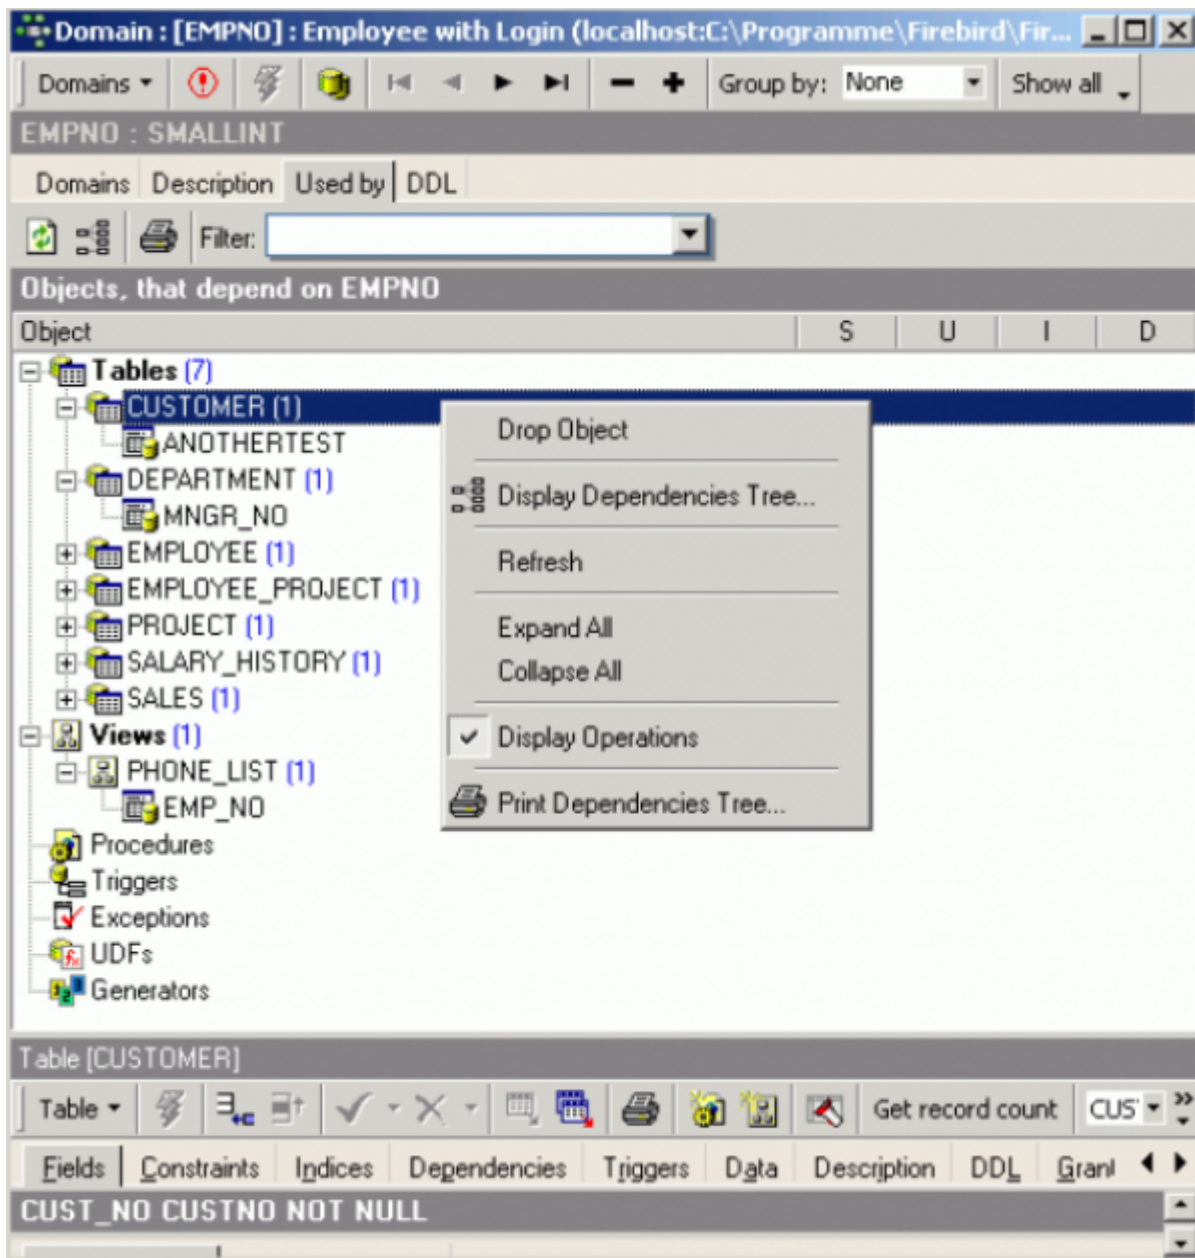 Domain : [EMPNO] : Employee with Login (localhost:C:\Programme\Firebird\Fir...
Domains Group by: None Show all
EMPNO : SMALLINT
Domains Description Used by DDL
Filter:
Objects, that depend on EMPNO
Object S U I D
Tables (7)
CUSTOMER (1)
ANOTHERTEST
DEPARTMENT (1)
MNGR_NO
EMPLOYEE (1)
EMPLOYEE_PROJECT (1)
PROJECT (1)
SALARY_HISTORY (1)
SALES (1)
Views (1)
PHONE_LIST (1)
EMP_NO
Procedures
Triggers
Exceptions
UDFs
Generators
Drop Object
Display Dependencies Tree...
Refresh
Expand All
Collapse All
Display Operations
Print Dependencies Tree...
Table [CUSTOMER]
Table Get record count CUS
Fields Constraints Indices Dependencies Triggers Data Description DDL Grant
CUST_NO CUSTNO NOT NULL